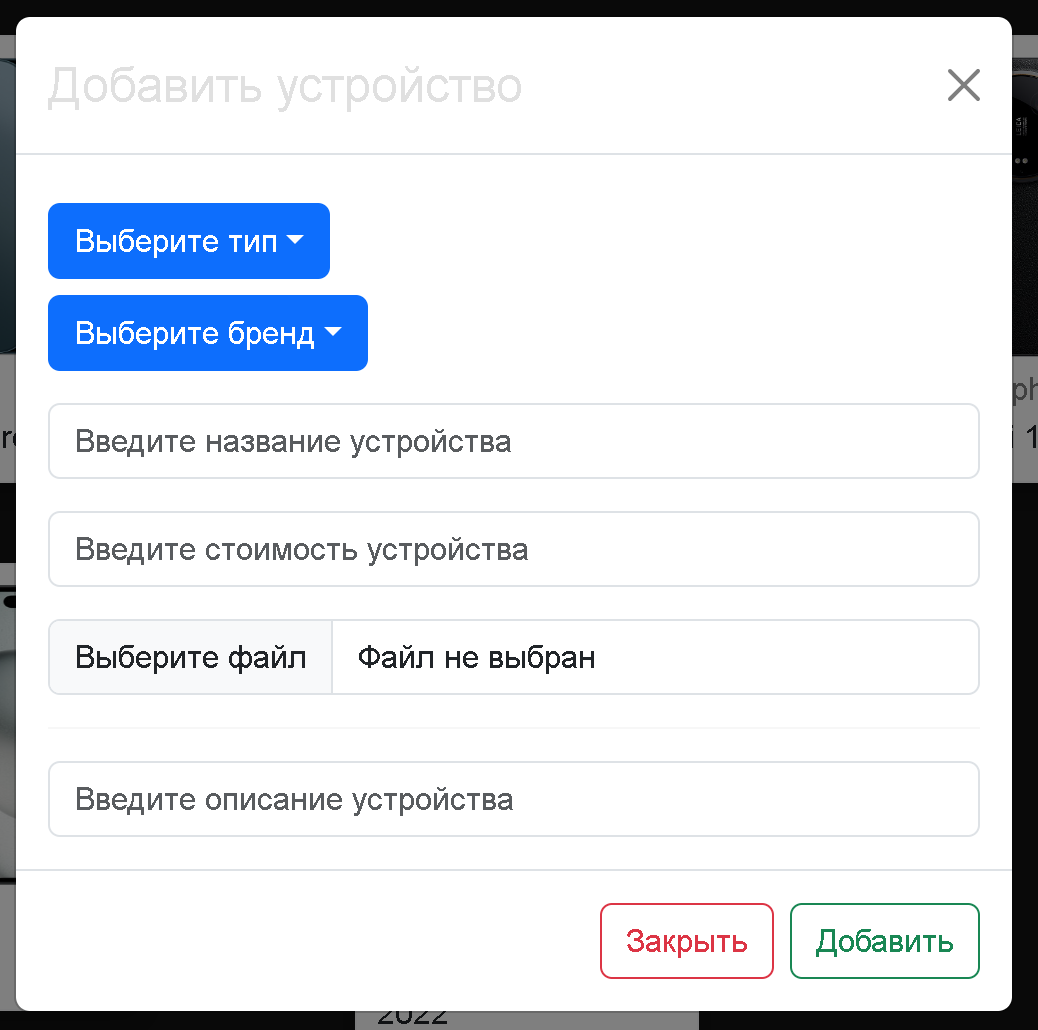 Добавить устройство
Выберите тип
Выберите бренд
Введите название устройства
Введите стоимость устройства
Выберите файл Файл не выбран
Введите описание устройства
Закрыть Добавить
2022